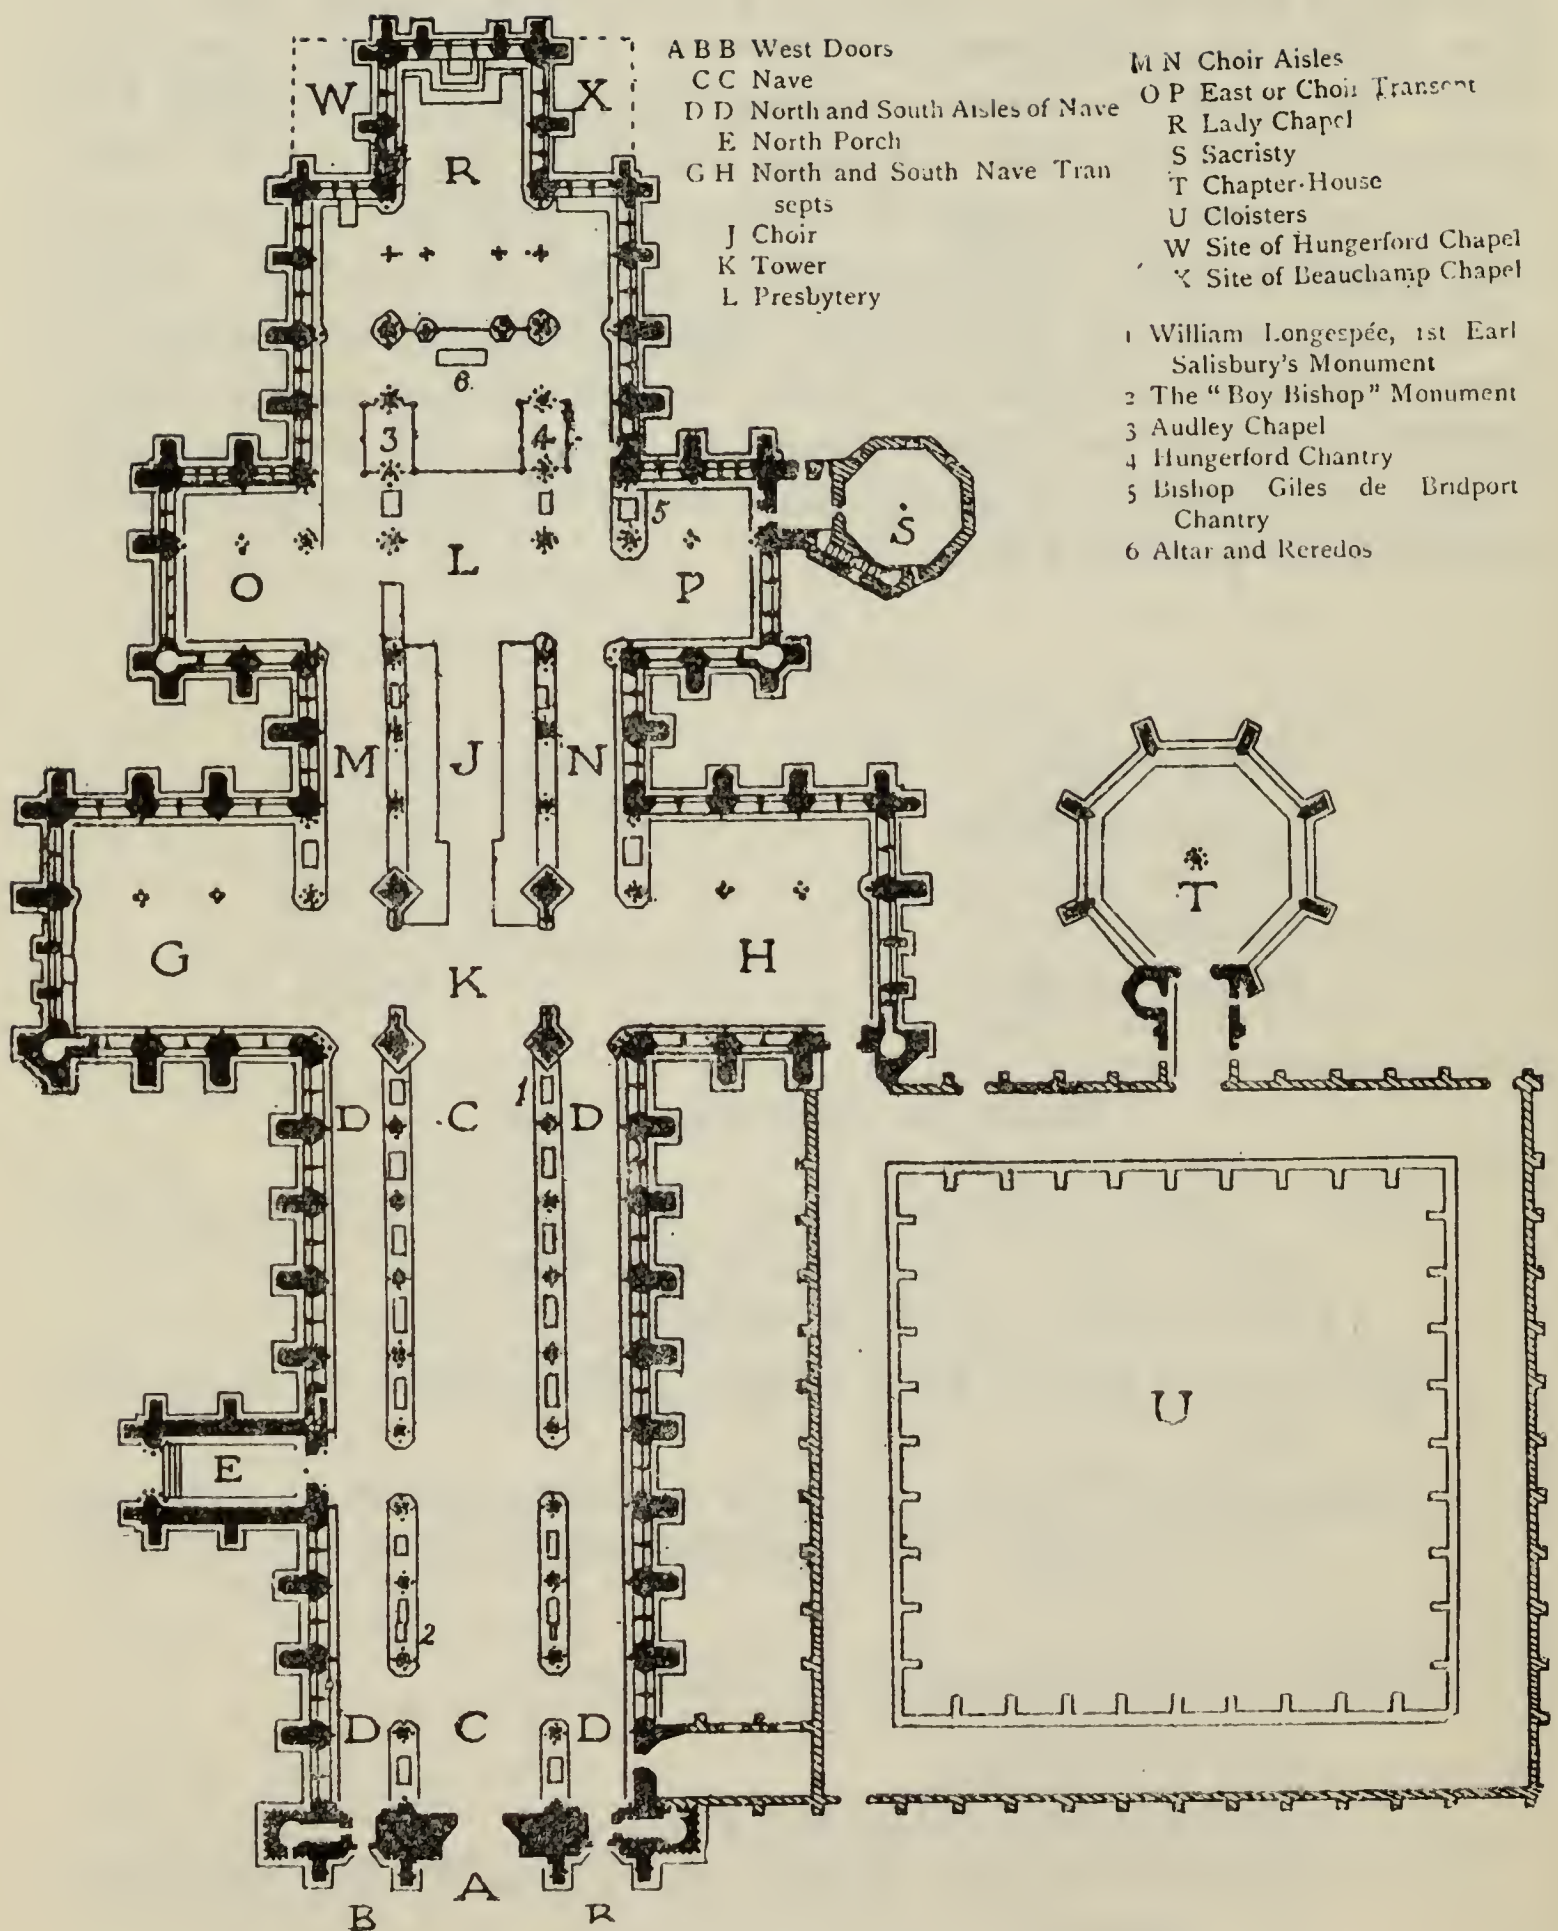 A B B West Doors
C C Nave
D D North and South Aisles of Nave
E North Porch
G H North and South Nave Tran
septs
J Choir
K Tower
L Presbytery
M N Choir Aisles
O P East or Choir Transept
R Lady Chapel
S Sacristy
T Chapter-House
U Cloisters
W Site of Hungerford Chapel
X Site of Beauchamp Chapel
1 William Longespée, 1st Earl
Salisbury's Monument
2 The "Boy Bishop" Monument
3 Audley Chapel
4 Hungerford Chantry
5 Bishop Giles de Bridport
Chantry
6 Altar and Reredos
W X
R
6
3 4
5
S
O L P
M J N
T
G K H
1
D C D
U
E
2
D C D
A
B B